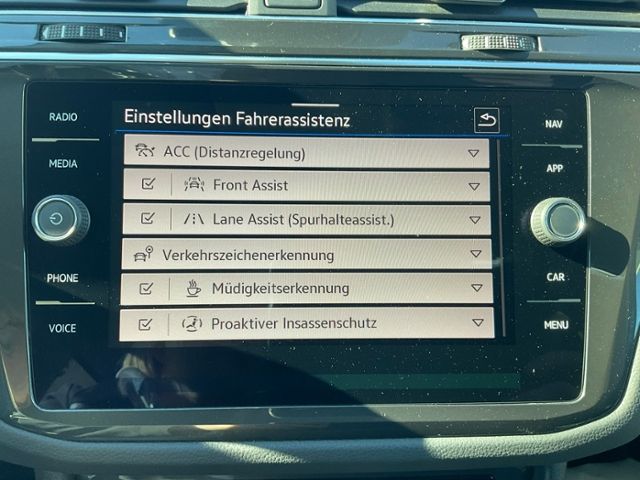 RADIO
MEDIA
PHONE
VOICE
Einstellungen Fahrerassistenz
ACC (Distanzregelung)
Front Assist
Lane Assist (Spurhalteassist.)
Verkehrszeichenerkennung
Müdigkeitserkennung
Proaktiver Insassenschutz
NAV
APP
CAR
MENU